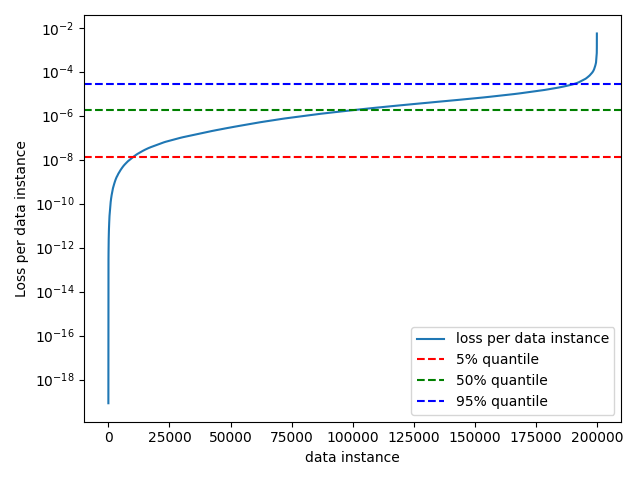 Loss per data instance
10⁻²
10⁻⁴
10⁻⁶
10⁻⁸
10⁻¹⁰
10⁻¹²
10⁻¹⁴
10⁻¹⁶
10⁻¹⁸
loss per data instance
5% quantile
50% quantile
95% quantile
0 25000 50000 75000 100000 125000 150000 175000 200000
data instance